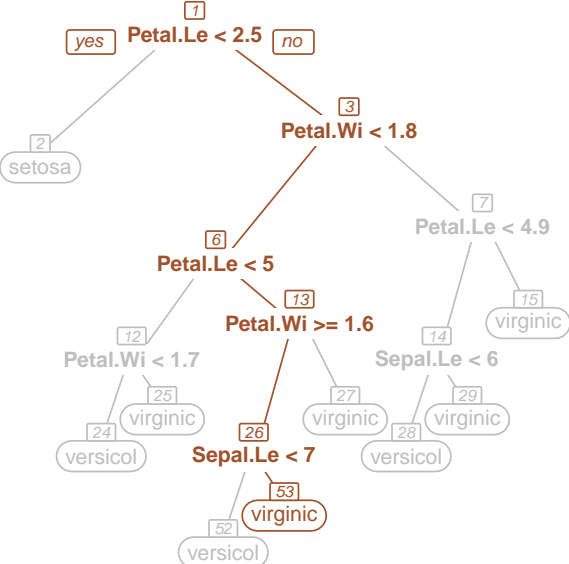 1
yes Petal.Le < 2.5 no
3
Petal.Wi < 1.8
2
setosa
7
Petal.Le < 4.9
6
Petal.Le < 5
13
Petal.Wi >= 1.6
15
virginic
12
Petal.Wi < 1.7
14
Sepal.Le < 6
25
virginic
27
virginic
29
virginic
24
versicol
26
Sepal.Le < 7
28
versicol
53
virginic
52
versicol